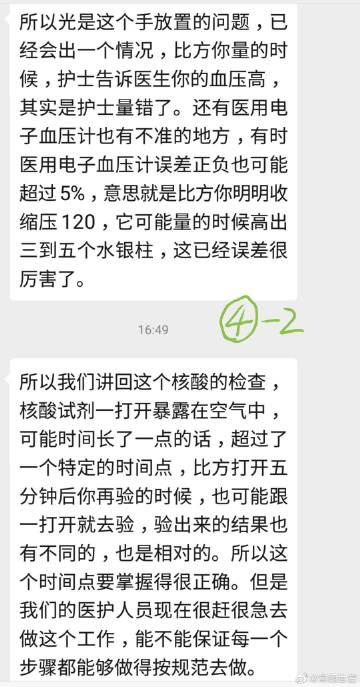 所以光是这个手放置的问题，已
经会出一个情况，比方你量的时
候，护士告诉医生你的血压高，
其实是护士量错了。还有医用电
子血压计也有不准的地方，有时
医用电子血压计误差正负也可能
超过5%，意思就是比方你明明收
缩压120，它可能量的时候高出
三到五个水银柱，这已经误差很
厉害了。
16:49
④-2
所以我们讲回这个核酸的检查，
核酸试剂一打开暴露在空气中，
可能时间长了一点的话，超过了
一个特定的时间点，比方打开五
分钟后你再验的时候，也可能跟
一打开就去验，验出来的结果也
有不同的，也是相对的。所以这
个时间点要掌握得很正确。但是
我们的医护人员现在很赶很急去
做这个工作，能不能保证每一个
步骤都能够做得按规范去做。